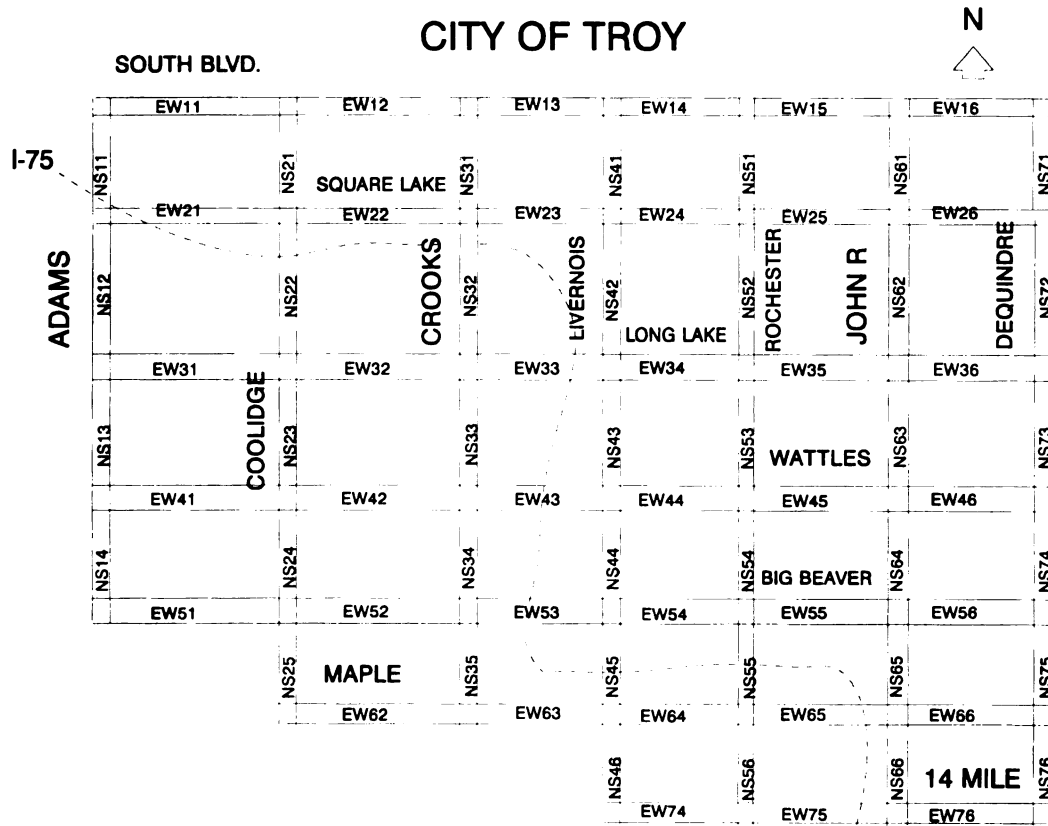 CITY OF TROY
N
SOUTH BLVD.
EW11 EW12 EW13 EW14 EW15 EW16
I-75
NS11 NS21 NS31 NS41 NS51 NS61 NS71
SQUARE LAKE
EW21 EW22 EW23 EW24 EW25 EW26
ADAMS
CROOKS
LIVERNOIS
ROCHESTER
JOHN R
DEQUINDRE
NS12 NS22 NS32 NS42 NS52 NS62 NS72
LONG LAKE
EW31 EW32 EW33 EW34 EW35 EW36
COOLIDGE
NS13 NS23 NS33 NS43 NS53 NS63 NS73
WATTLES
EW41 EW42 EW43 EW44 EW45 EW46
NS14 NS24 NS34 NS44 NS54 NS64 NS74
BIG BEAVER
EW51 EW52 EW53 EW54 EW55 EW56
NS25 NS35 NS45 NS55 NS65 NS75
MAPLE
EW62 EW63 EW64 EW65 EW66
NS46 NS56 NS66 NS76
14 MILE
EW74 EW75 EW76